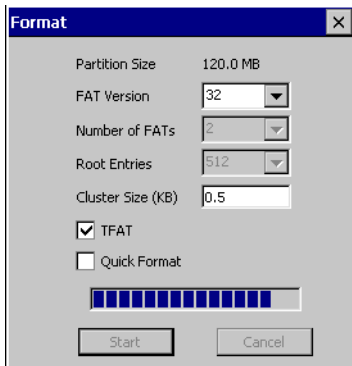 Format
Partition Size 120.0 MB
FAT Version 32
Number of FATs 2
Root Entries 512
Cluster Size (KB) 0.5
TFAT
Quick Format
Start Cancel